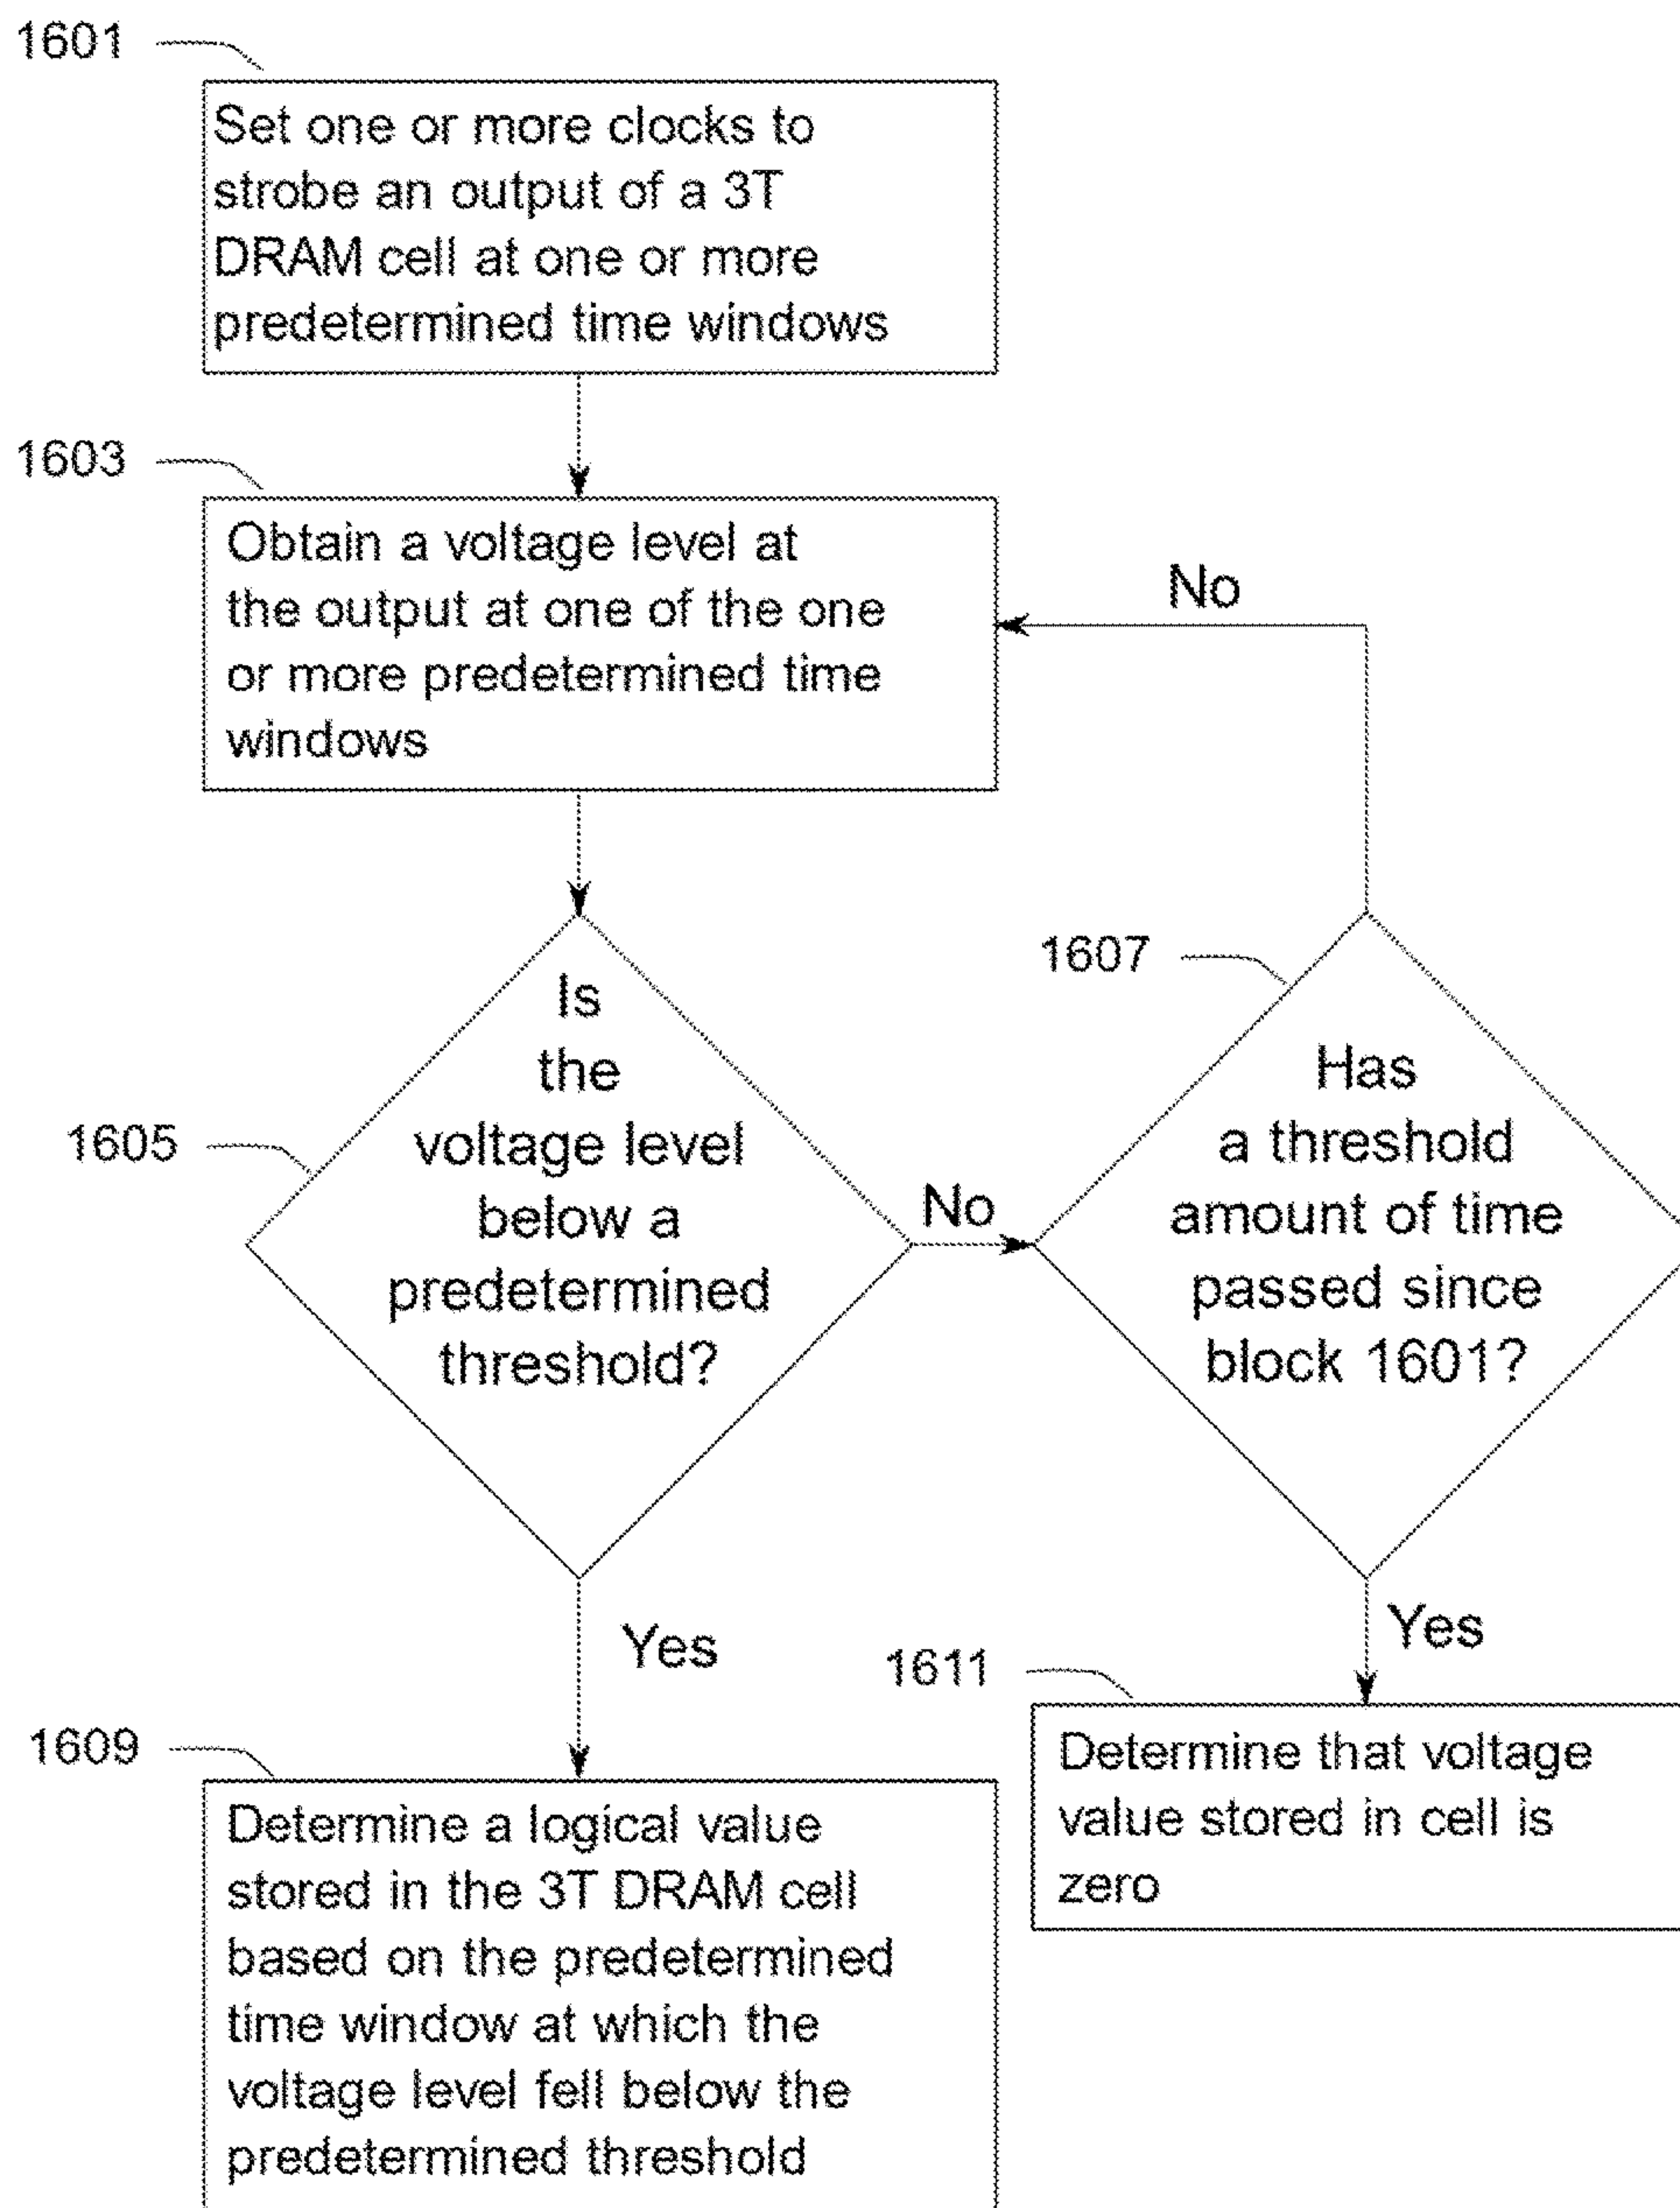 1601
Set one or more clocks to
strobe an output of a 3T
DRAM cell at one or more
predetermined time windows
1603
Obtain a voltage level at
the output at one of the one
or more predetermined time
windows
No
1605
Is
the
voltage level
below a
predetermined
threshold?
No
1607
Has
a threshold
amount of time
passed since
block 1601?
Yes
1609
Determine a logical value
stored in the 3T DRAM cell
based on the predetermined
time window at which the
voltage level fell below the
predetermined threshold
Yes
1611
Determine that voltage
value stored in cell is
zero